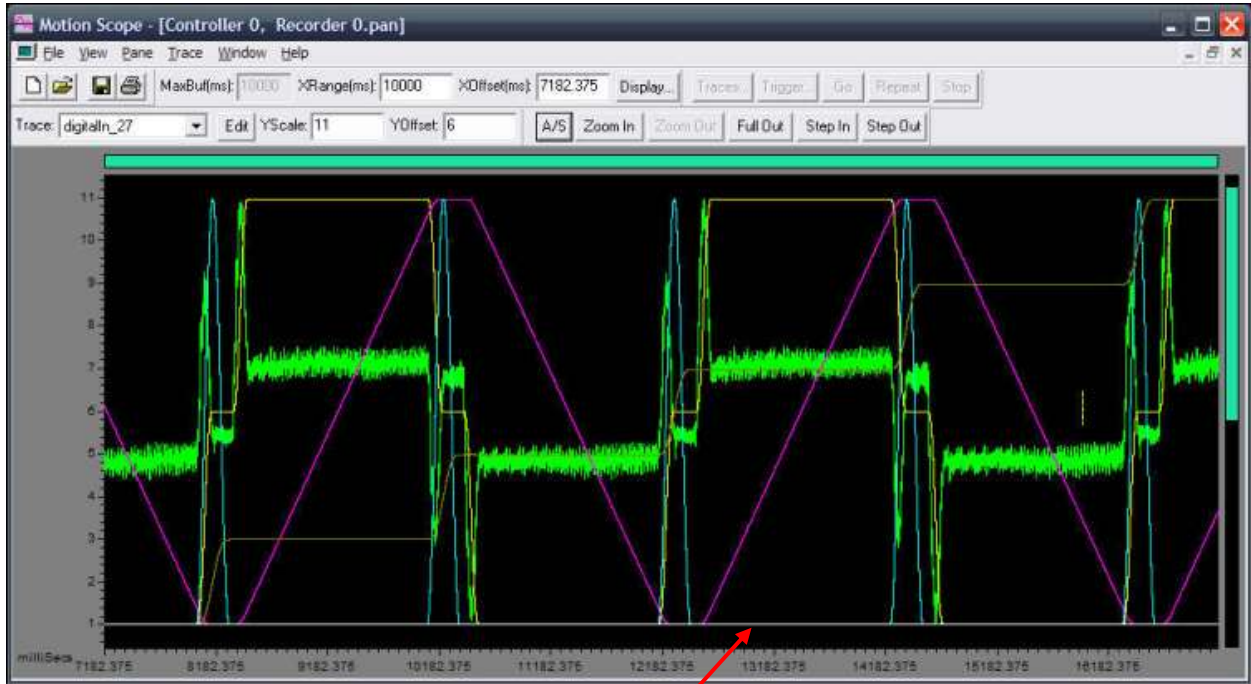 Motion Scope - [Controller 0, Recorder 0.pan]
File View Pane Trace Window Help
MaxBuf(ms): 10000 XRange(ms): 10000 XOffset(ms): 7182.375 Display... Traces... Trigger... Go Repeat Stop
Trace: digitalIn_27 Edit YScale: 11 YOffset: 6 A/S Zoom In Zoom Out Full Out Step In Step Out
11
10
9
8
7
6
5
4
3
2
1
milliSecs 7182.375 8182.375 9182.375 10182.375 11182.375 12182.375 13182.375 14182.375 15182.375 16182.375